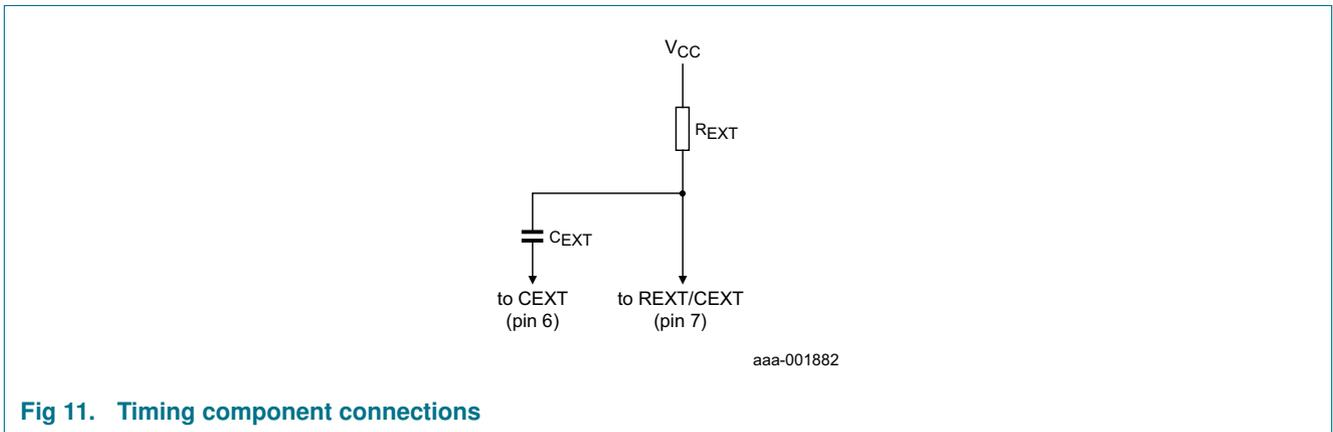 VCC
REXT
CEXT
to CEXT
(pin 6)
to REXT/CEXT
(pin 7)
aaa-001882
Fig 11. Timing component connections